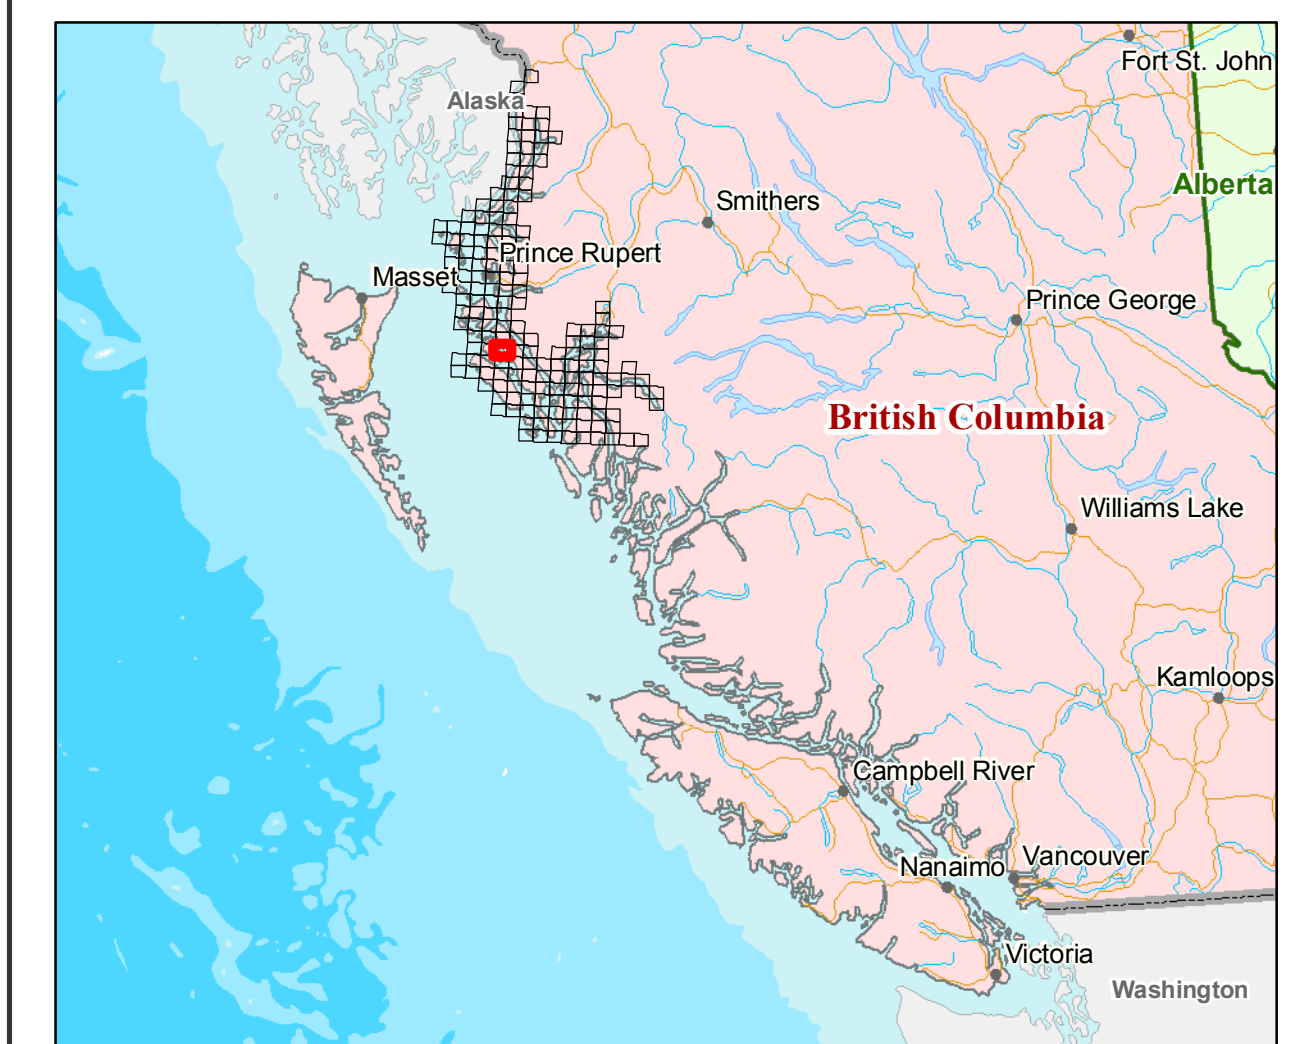 Fort St. John
Alaska
Alberta
Smithers
Prince Rupert
Masset
Prince George
British Columbia
Williams Lake
Kamloops
Campbell River
Vancouver
Nanaimo
Victoria
Washington